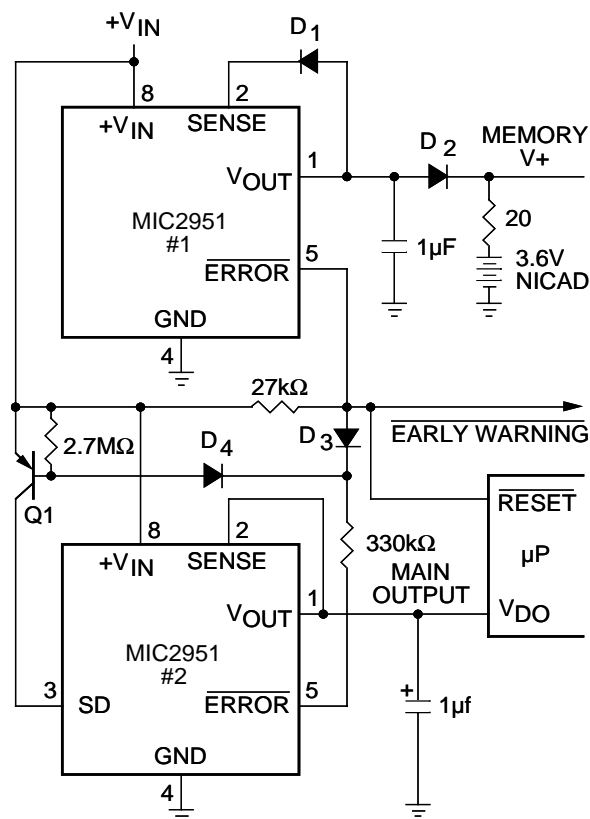 +VIN
D1
8
2
+VIN
SENSE
D2
MEMORY
V+
1
VOUT
MIC2951
#1
20
1µF
3.6V
NICAD
5
ERROR
GND
4
27kΩ
EARLY WARNING
2.7MΩ
D3
D4
RESET
Q1
8
2
330kΩ
µP
+VIN
SENSE
MAIN
OUTPUT
1
VOUT
VDO
MIC2951
#2
3
SD
5
ERROR
+
1µf
GND
4